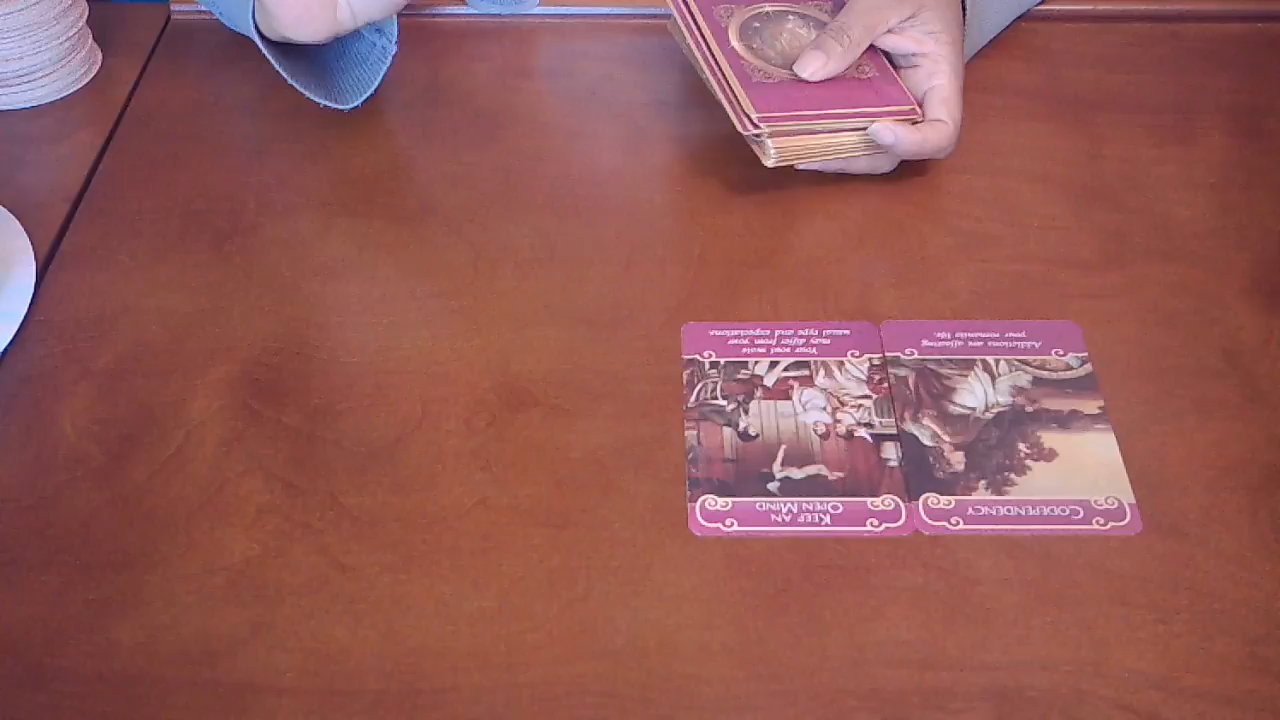 Codependency
Addictions are affecting
your romantic life.
Keep an
Open Mind
Your soul mate
may differ from your
usual type and expectations.